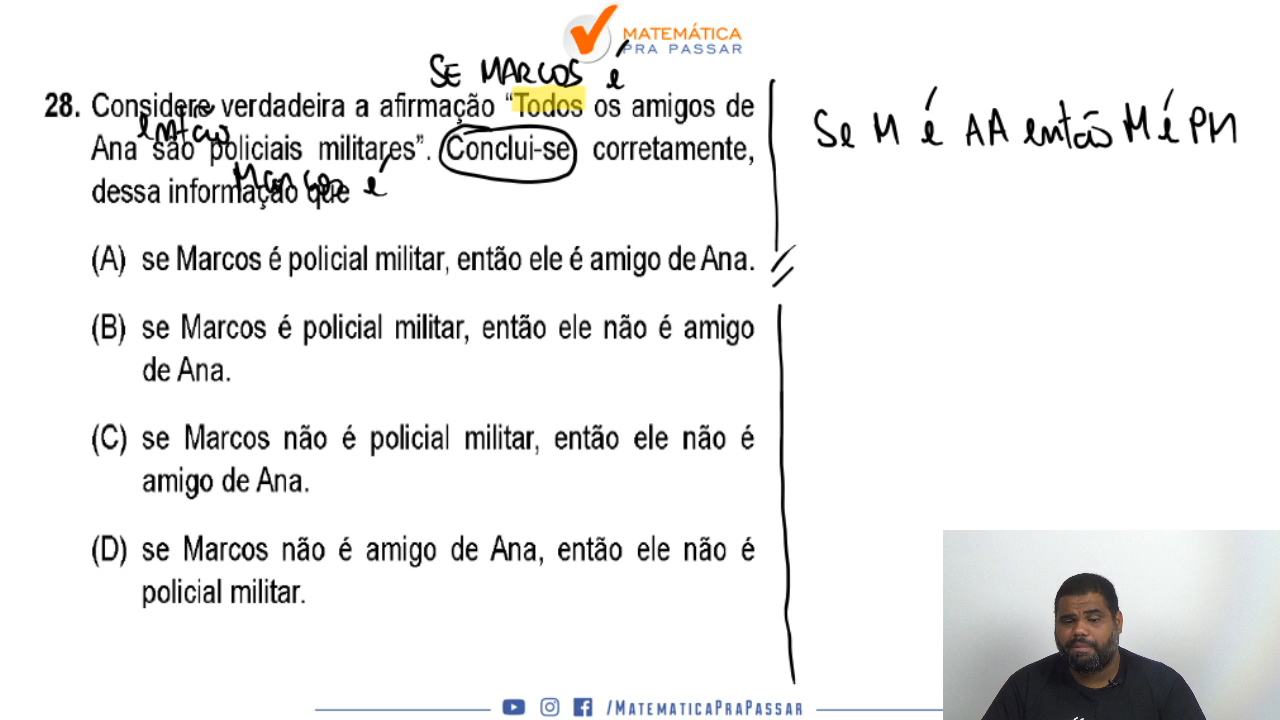 MATEMÁTICA
PRA PASSAR
SE MARCOS é
28. Considere verdadeira a afirmação “Todos os amigos de
então
Ana são policiais militares”. Conclui-se corretamente,
Marcos é
dessa informação que
(A) se Marcos é policial militar, então ele é amigo de Ana.
(B) se Marcos é policial militar, então ele não é amigo
de Ana.
(C) se Marcos não é policial militar, então ele não é
amigo de Ana.
(D) se Marcos não é amigo de Ana, então ele não é
policial militar.
Se M é AA então M é PM
/MATEMATICAPRAPASSAR